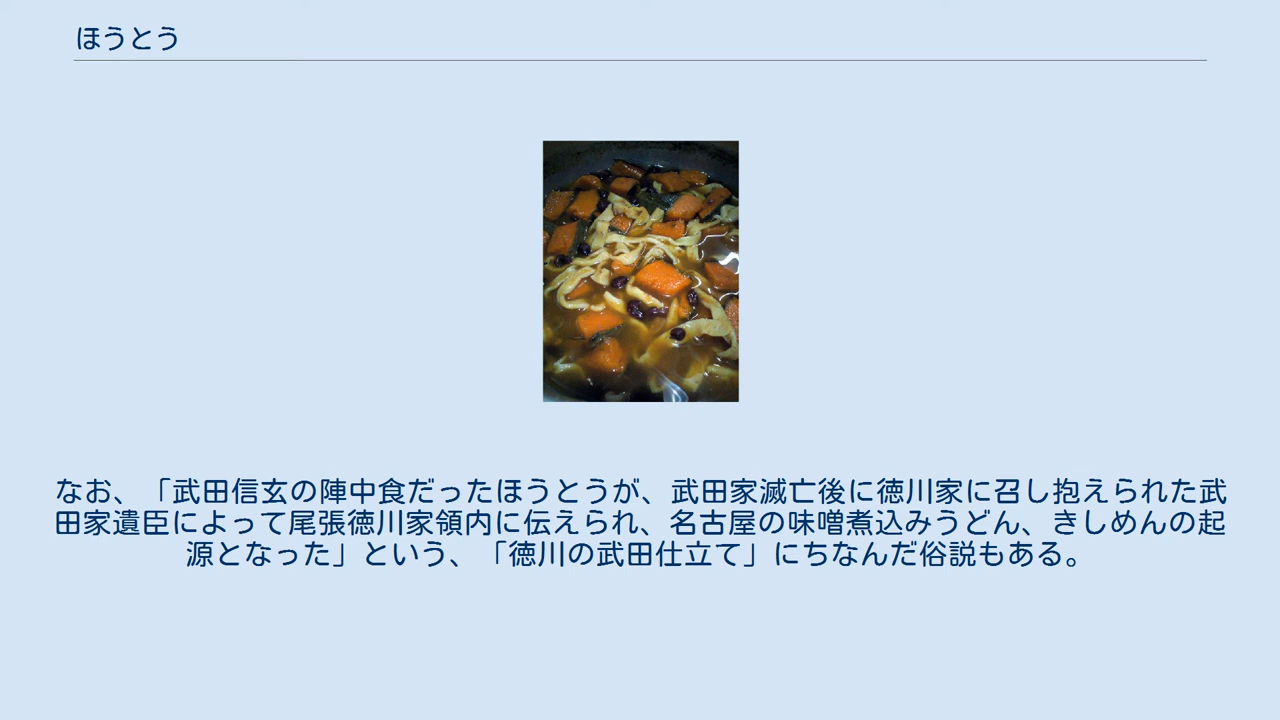 ほうとう
なお、「武田信玄の陣中食だったほうとうが、武田家滅亡後に徳川家に召し抱えられた武
田家遺臣によって尾張徳川家領内に伝えられ、名古屋の味噌煮込みうどん、きしめんの起
源となった」という、「徳川の武田仕立て」にちなんだ俗説もある。